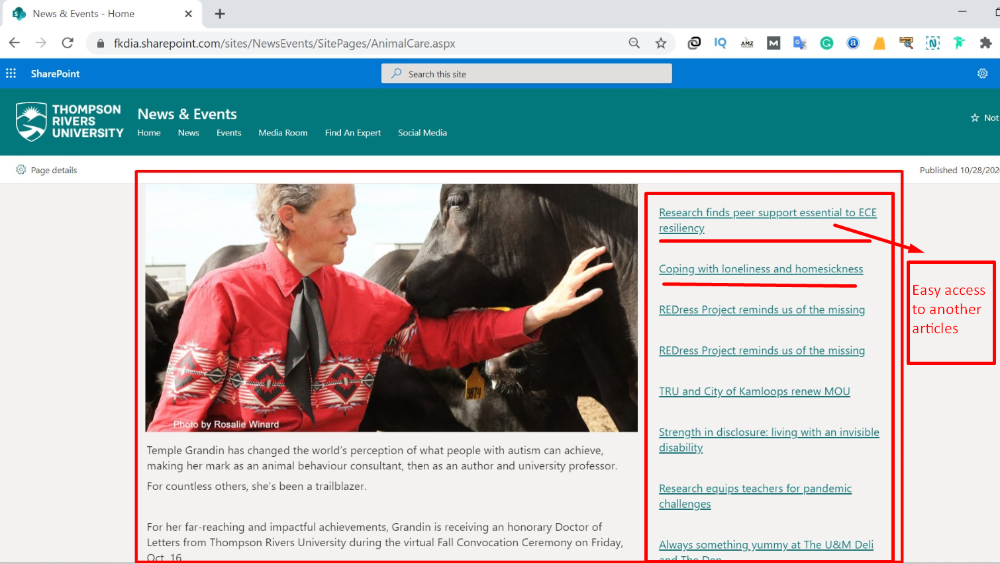 News & Events - Home
fkdia.sharepoint.com/sites/NewsEvents/SitePages/AnimalCare.aspx
IQ
AMZ
SharePoint
Search this site
THOMPSON
RIVERS
UNIVERSITY
News & Events
Home News Events Media Room Find An Expert Social Media
Not
Page details
Published 10/28/202
9874
Photo by Rosalie Winard
Temple Grandin has changed the world's perception of what people with autism can achieve,
making her mark as an animal behaviour consultant, then as an author and university professor.
For countless others, she's been a trailblazer.
For her far-reaching and impactful achievements, Grandin is receiving an honorary Doctor of
Letters from Thompson Rivers University during the virtual Fall Convocation Ceremony on Friday,
Oct. 16
Research finds peer support essential to ECE
resiliency
Coping with loneliness and homesickness
REDress Project reminds us of the missing
REDress Project reminds us of the missing
TRU and City of Kamloops renew MOU
Strength in disclosure: living with an invisible
disability
Research equips teachers for pandemic
challenges
Always something yummy at The U&M Deli
and The Den
Easy access
to another
articles